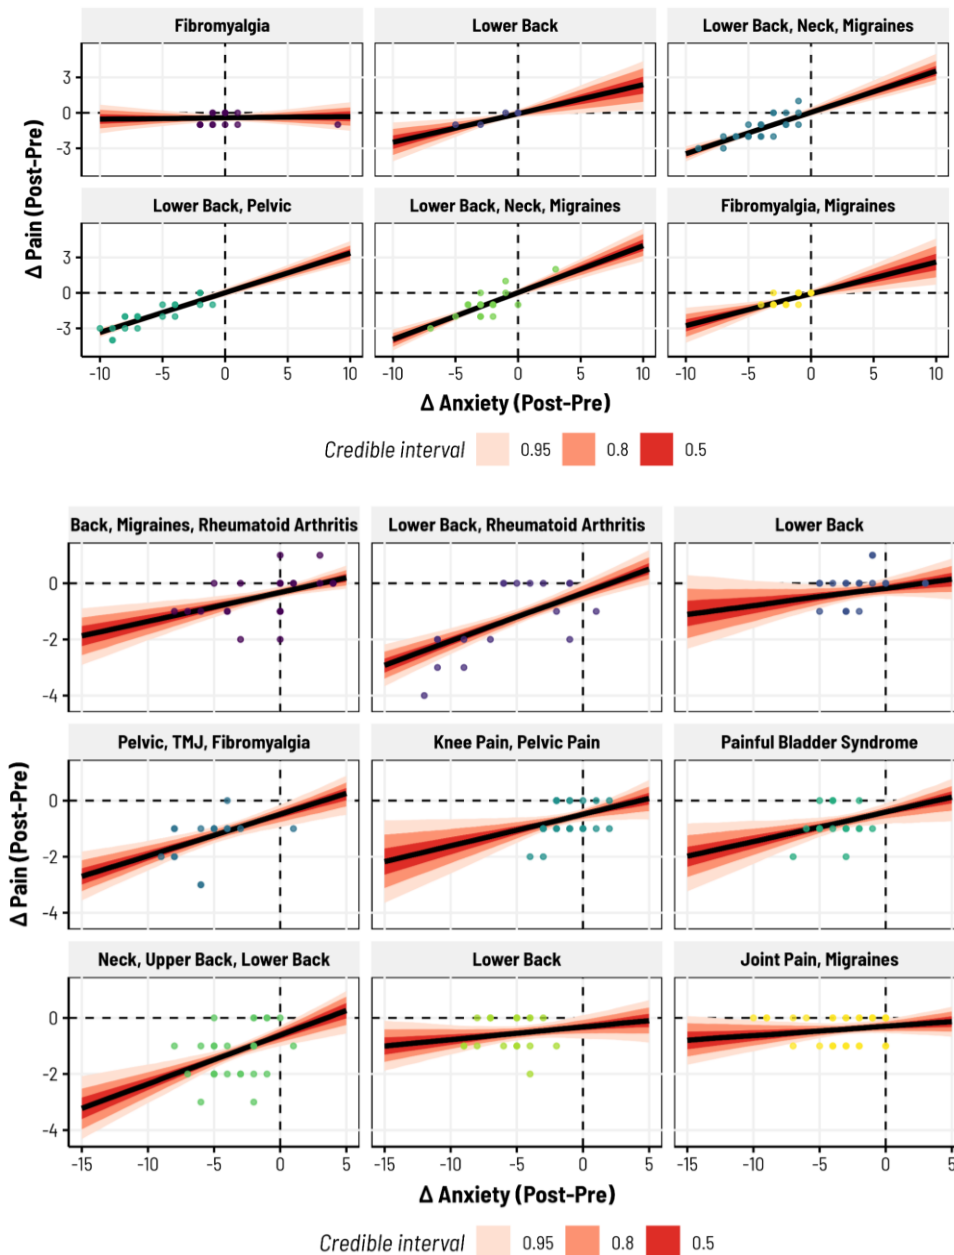 Fibromyalgia
Lower Back
Lower Back, Neck, Migraines
3
0
-3
Lower Back, Pelvic
Lower Back, Neck, Migraines
Fibromyalgia, Migraines
3
0
-3
Δ Pain (Post-Pre)
-10 -5 0 5 10 -10 -5 0 5 10 -10 -5 0 5 10
Δ Anxiety (Post-Pre)
Credible interval 0.95 0.8 0.5
Back, Migraines, Rheumatoid Arthritis
Lower Back, Rheumatoid Arthritis
Lower Back
0
-2
-4
Pelvic, TMJ, Fibromyalgia
Knee Pain, Pelvic Pain
Painful Bladder Syndrome
0
-2
-4
Δ Pain (Post-Pre)
Neck, Upper Back, Lower Back
Lower Back
Joint Pain, Migraines
0
-2
-4
-15 -10 -5 0 5 -15 -10 -5 0 5 -15 -10 -5 0 5
Δ Anxiety (Post-Pre)
Credible interval 0.95 0.8 0.5